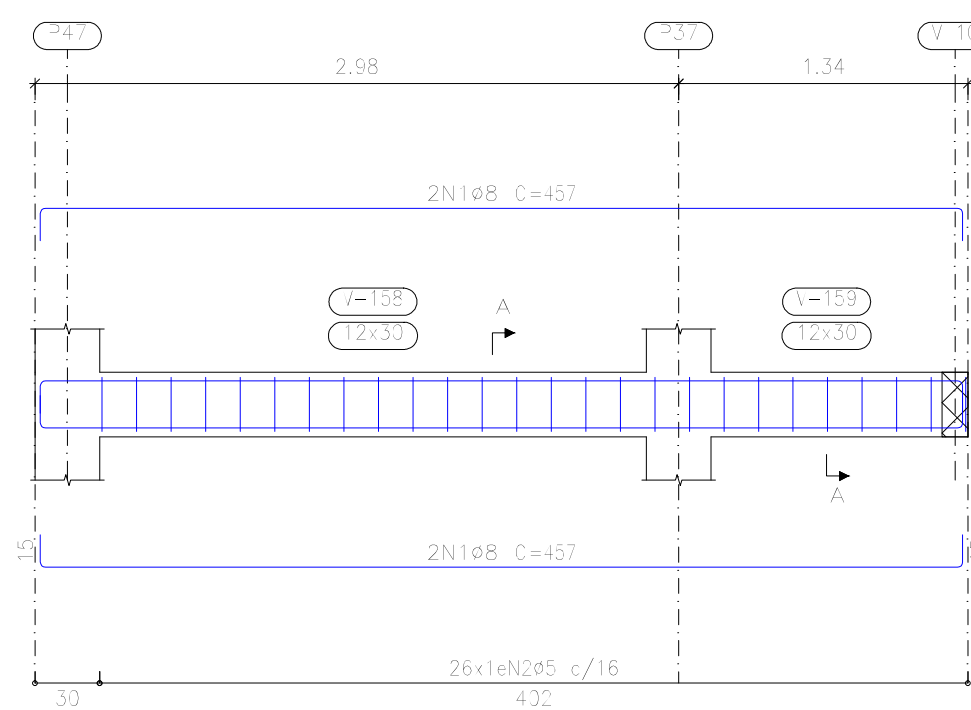 P47
P37
2.98
1.34
2N1ø8 C=457
V-158
12x30
A
V-159
12x30
A
15
2N1ø8 C=457
26x1eN2ø5 c/16
30
402